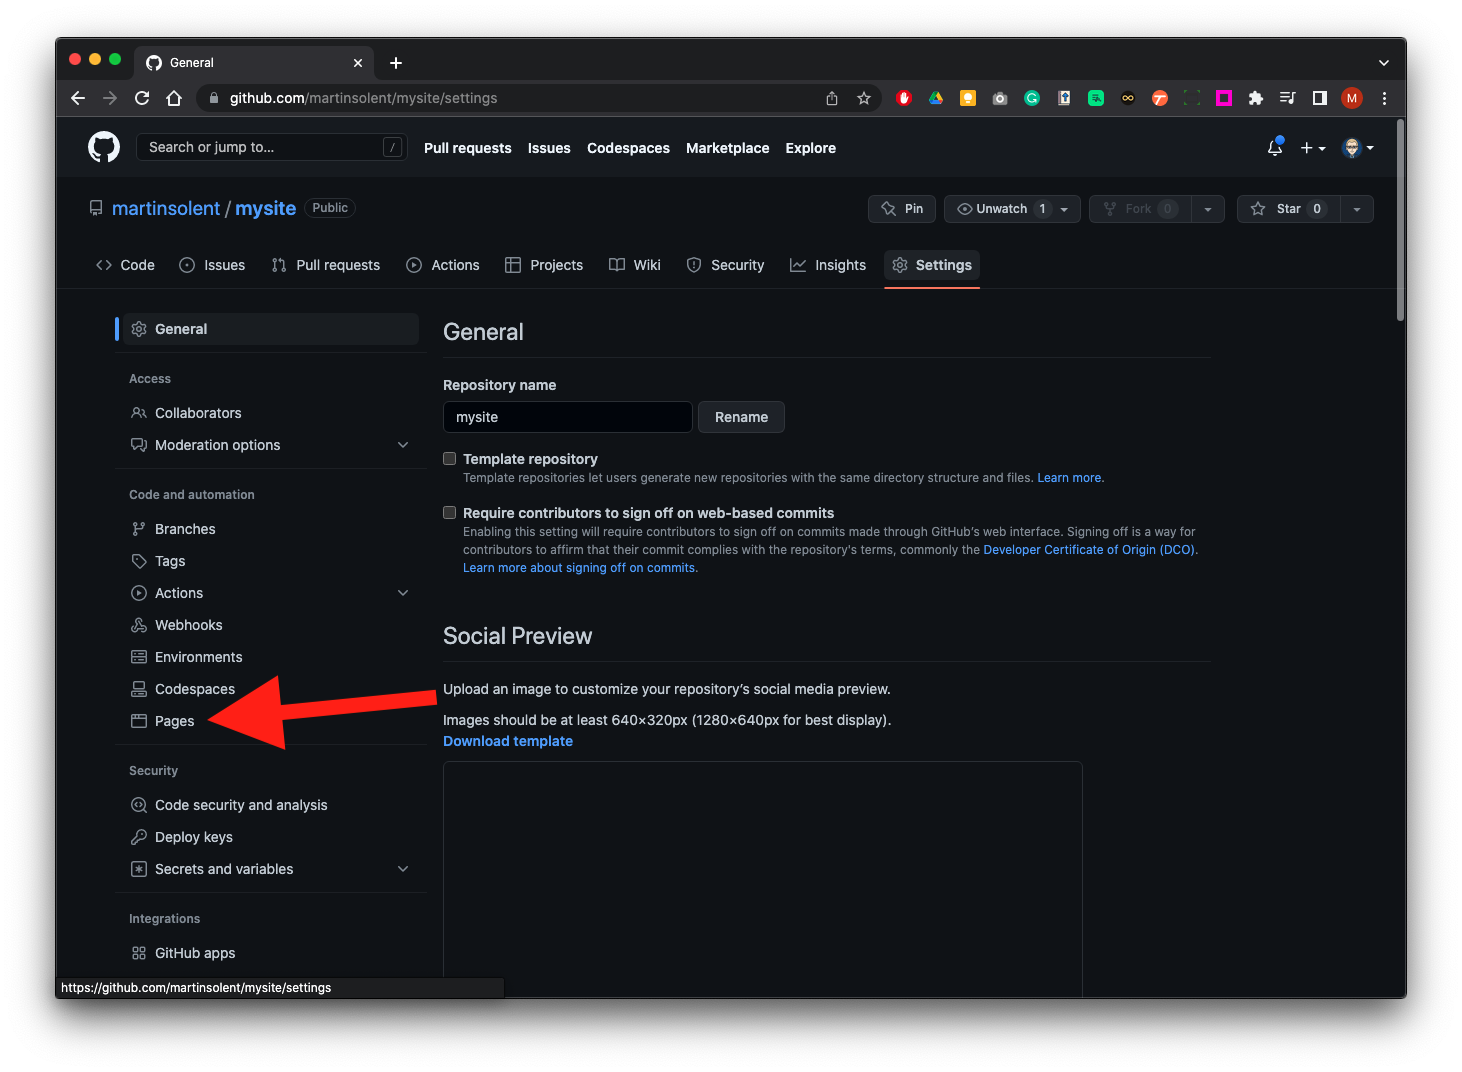 General
github.com/martinsolent/mysite/settings
M
Search or jump to... /
Pull requests Issues Codespaces Marketplace Explore
martinsolent / mysite Public
Pin Unwatch 1 Fork 0 Star 0
Code Issues Pull requests Actions Projects Wiki Security Insights Settings
General
Access
Collaborators
Moderation options
Code and automation
Branches
Tags
Actions
Webhooks
Environments
Codespaces
Pages
Security
Code security and analysis
Deploy keys
Secrets and variables
Integrations
GitHub apps
General
Repository name
mysite Rename
Template repository
Template repositories let users generate new repositories with the same directory structure and files. Learn more.
Require contributors to sign off on web-based commits
Enabling this setting will require contributors to sign off on commits made through GitHub's web interface. Signing off is a way for
contributors to affirm that their commit complies with the repository's terms, commonly the Developer Certificate of Origin (DCO).
Learn more about signing off on commits.
Social Preview
Upload an image to customize your repository's social media preview.
Images should be at least 640×320px (1280×640px for best display).
Download template
https://github.com/martinsolent/mysite/settings